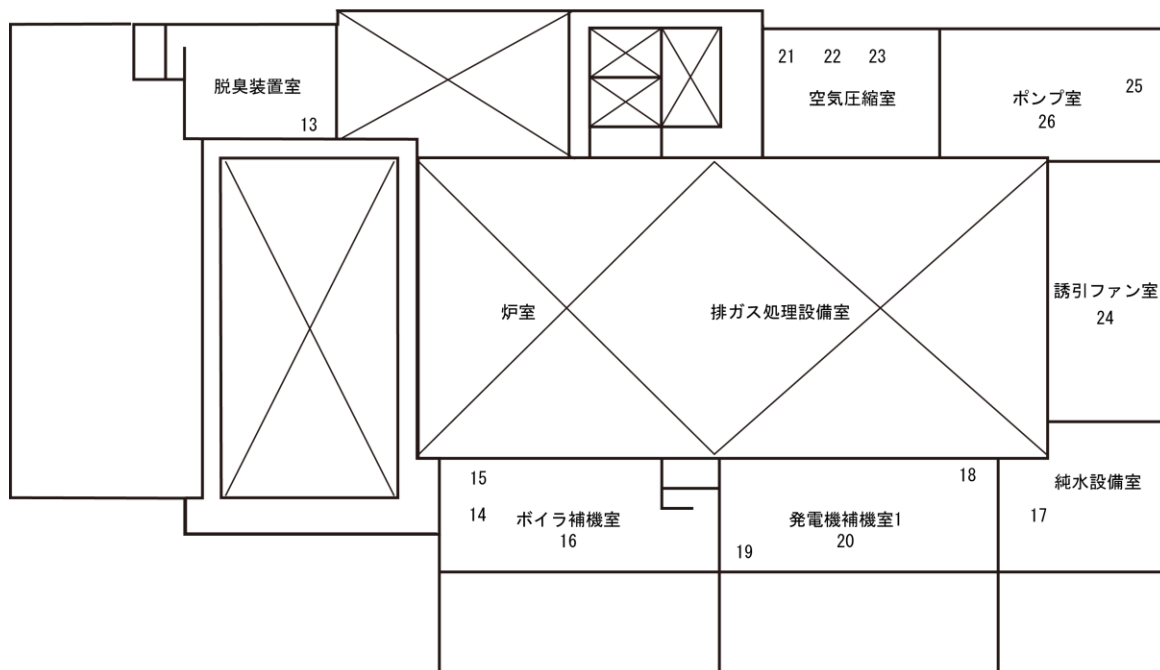 21 22 23
脱臭装置室
空気圧縮室
ポンプ室
25
13
26
炉室
排ガス処理設備室
誘引ファン室
24
15
18
純水設備室
14
ボイラ補機室
発電機補機室1
17
16
19
20